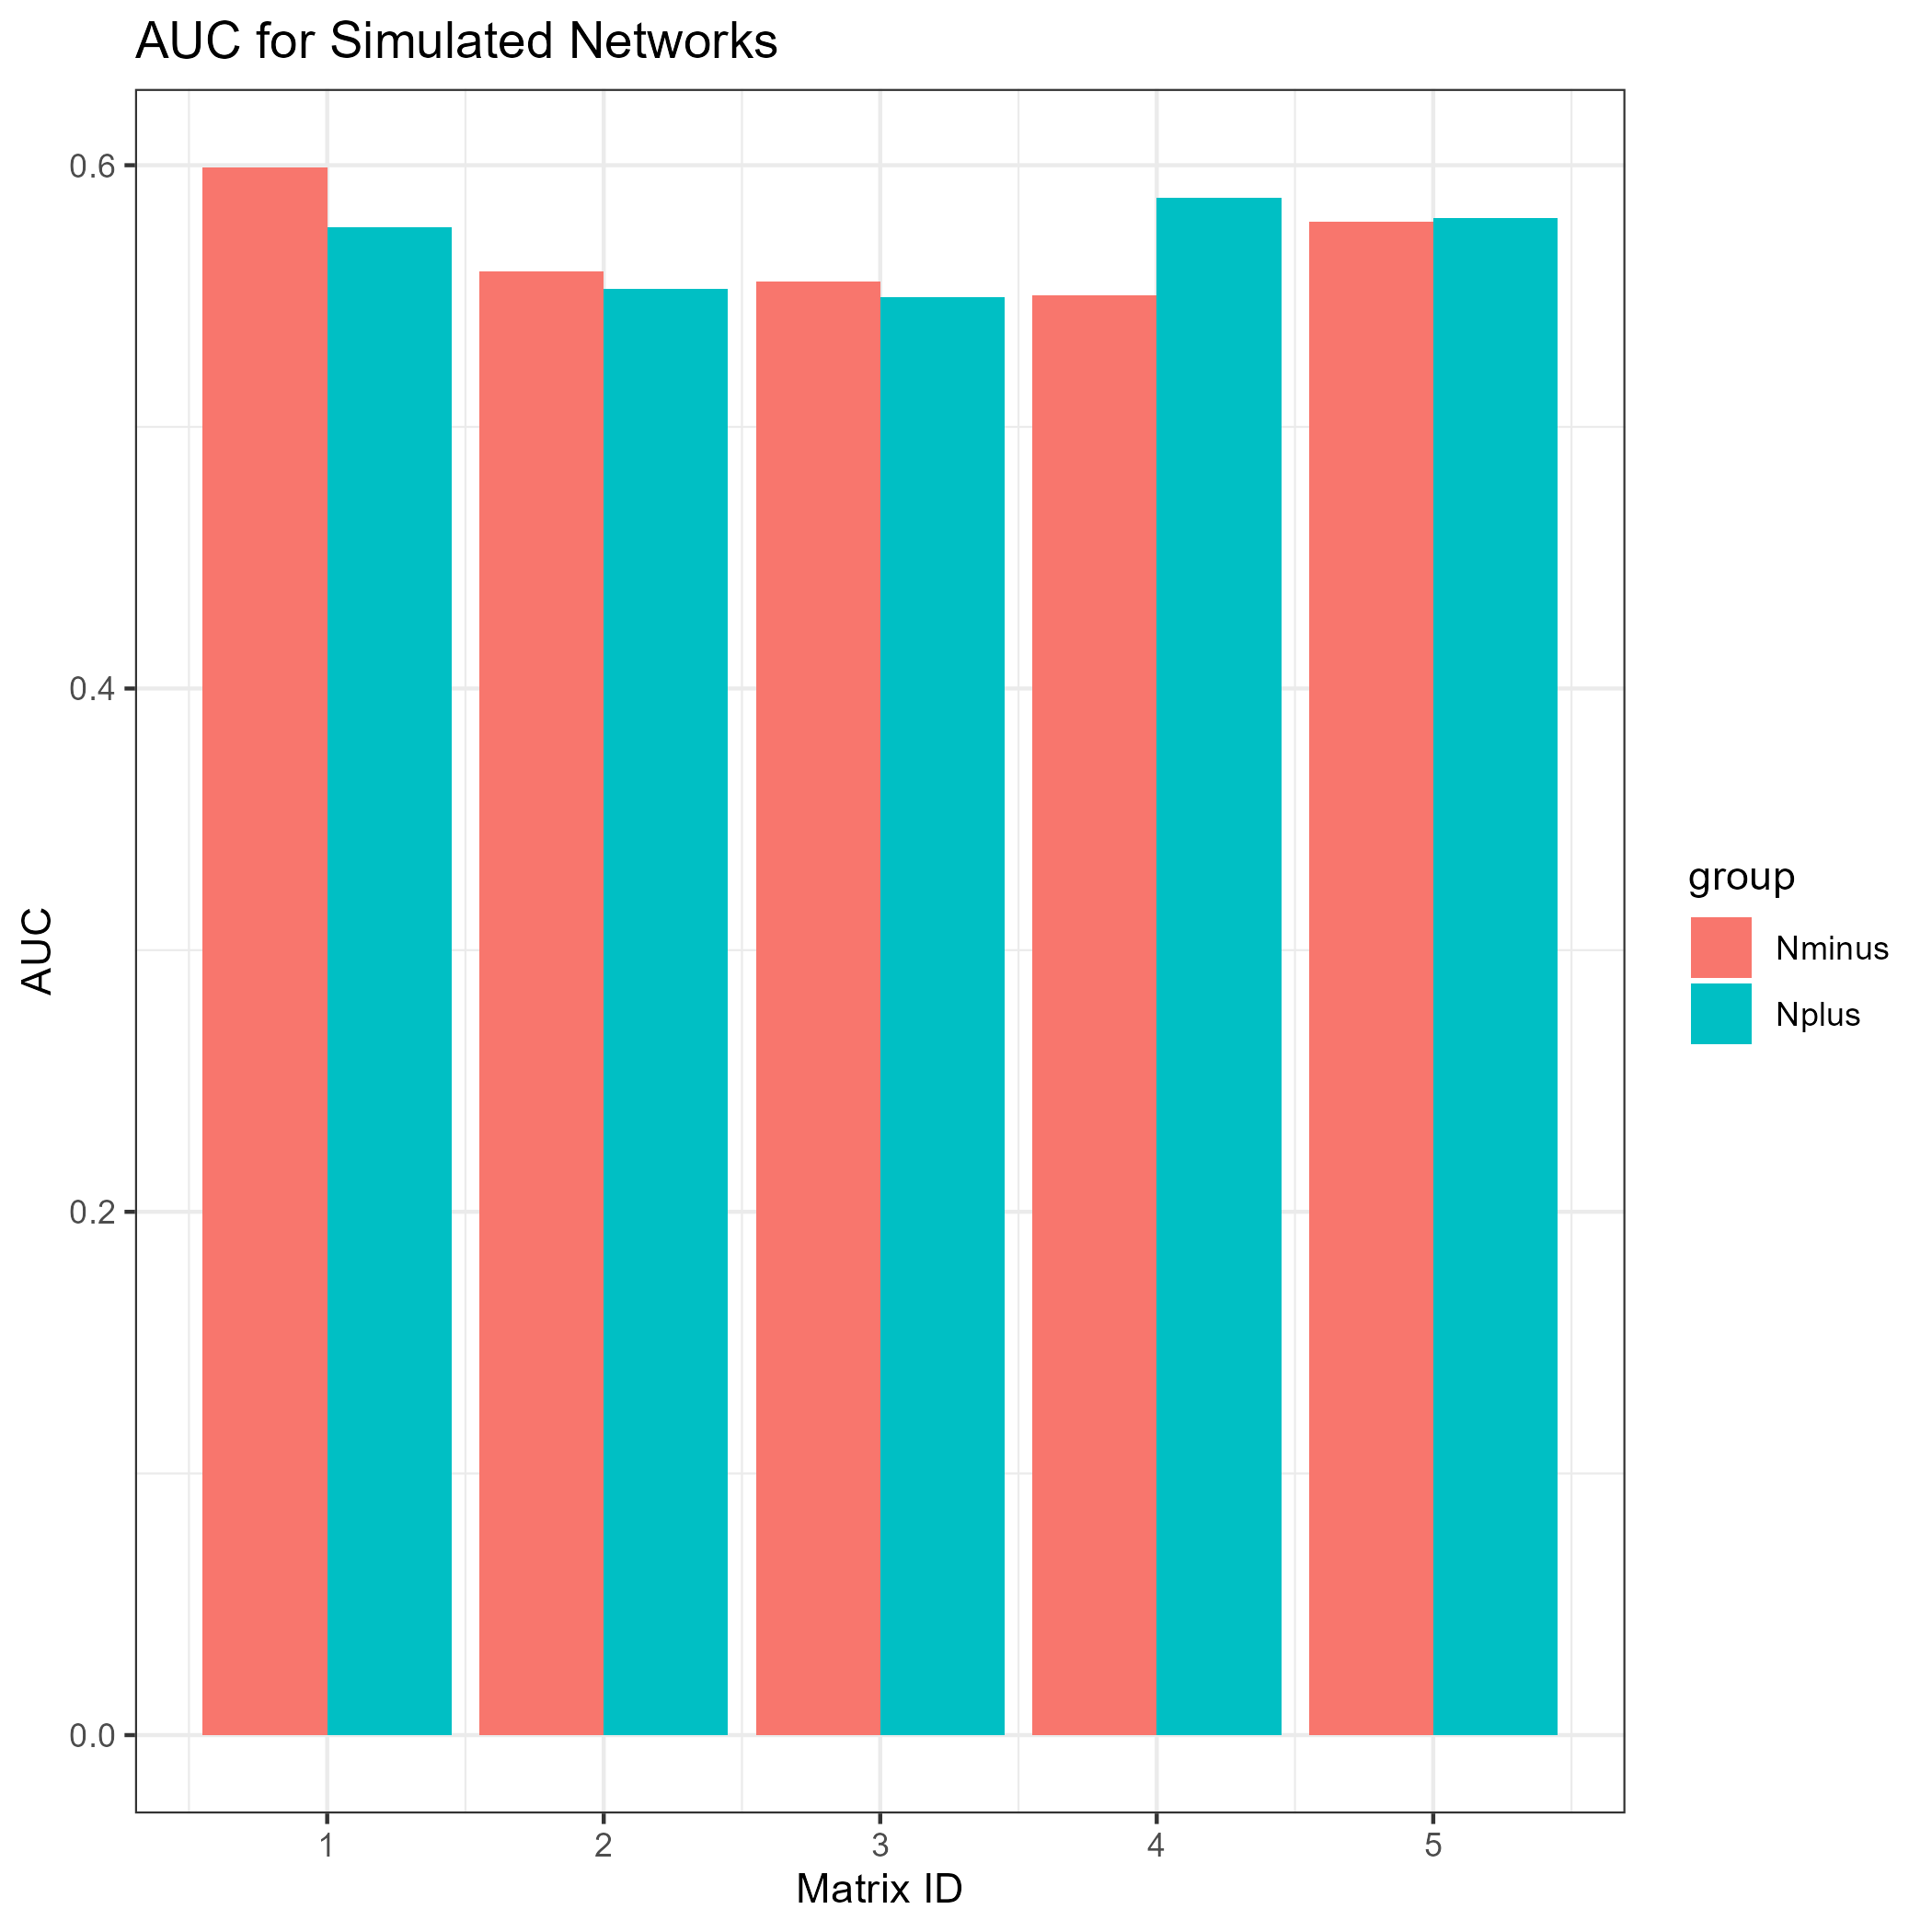 AUC for Simulated Networks
0.6
0.4
0.2
0.0
AUC
1 2 3 4 5
Matrix ID
group
Nminus
Nplus